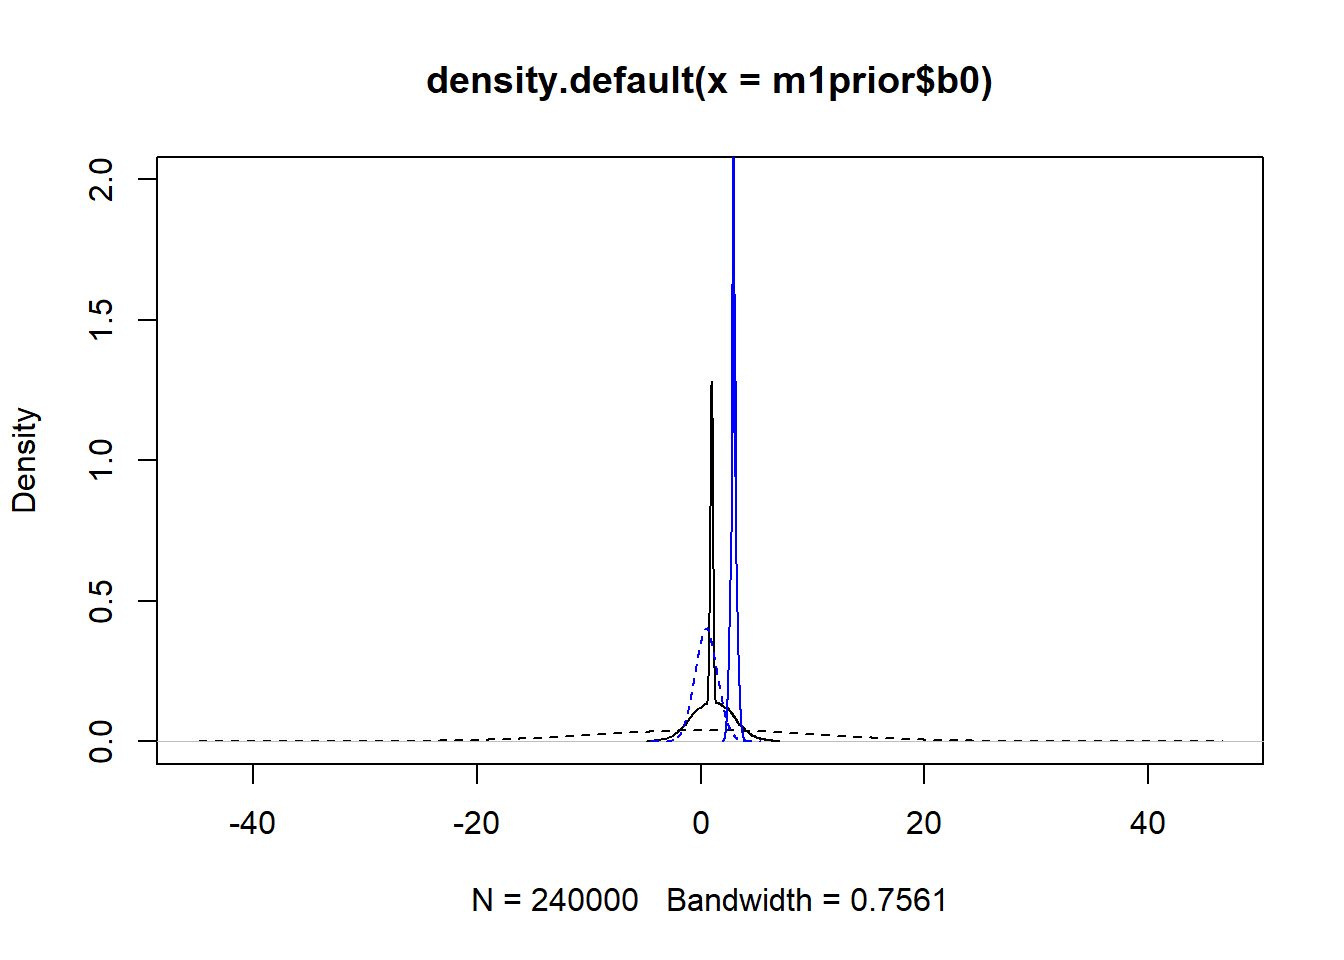 density.default(x = m1prior$b0)
Density
2.0
1.5
1.0
0.5
0.0
-40 -20 0 20 40
N = 240000 Bandwidth = 0.7561